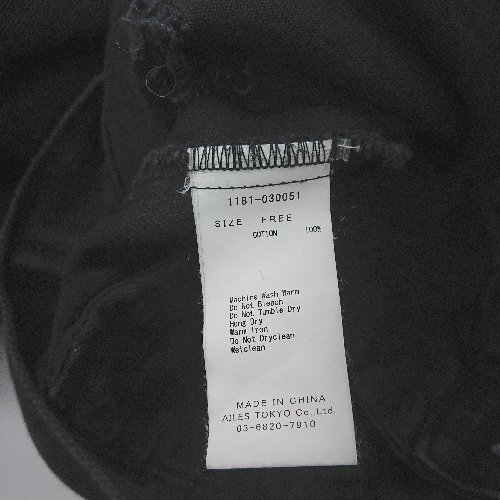 1181-030051
SIZE FREE
COTTON 100%
Machine Wash Warm
Do Not Bleach
Do Not Tumble Dry
Hong Dry
Warm Iron
Do Not Dryclean
Wetclean
MADE IN CHINA
AILES TOKYO Co.,Ltd.
03-6820-7910